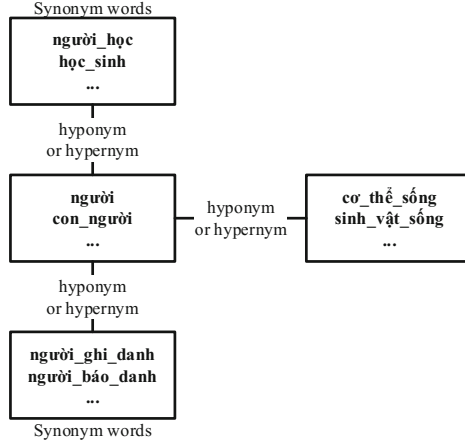 Synonym words
người_học
học_sinh
...
hyponym
or hypernym
người
con_người
...
hyponym
or hypernym
cơ_thể_sống
sinh_vật_sống
...
hyponym
or hypernym
người_ghi_danh
người_báo_danh
...
Synonym words